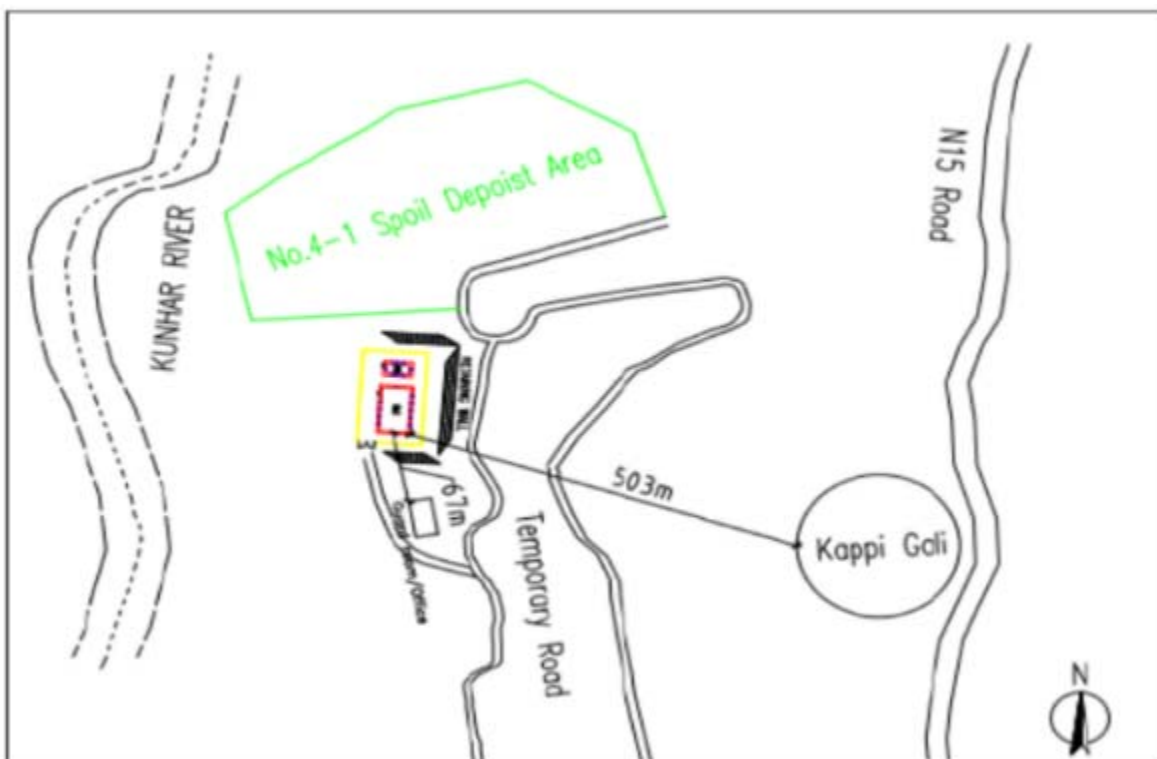 No.4-1 Spoil Depoist Area
N15 Road
KUNHAR RIVER
503m
67m
Kappi Gali
Temporary Road
N